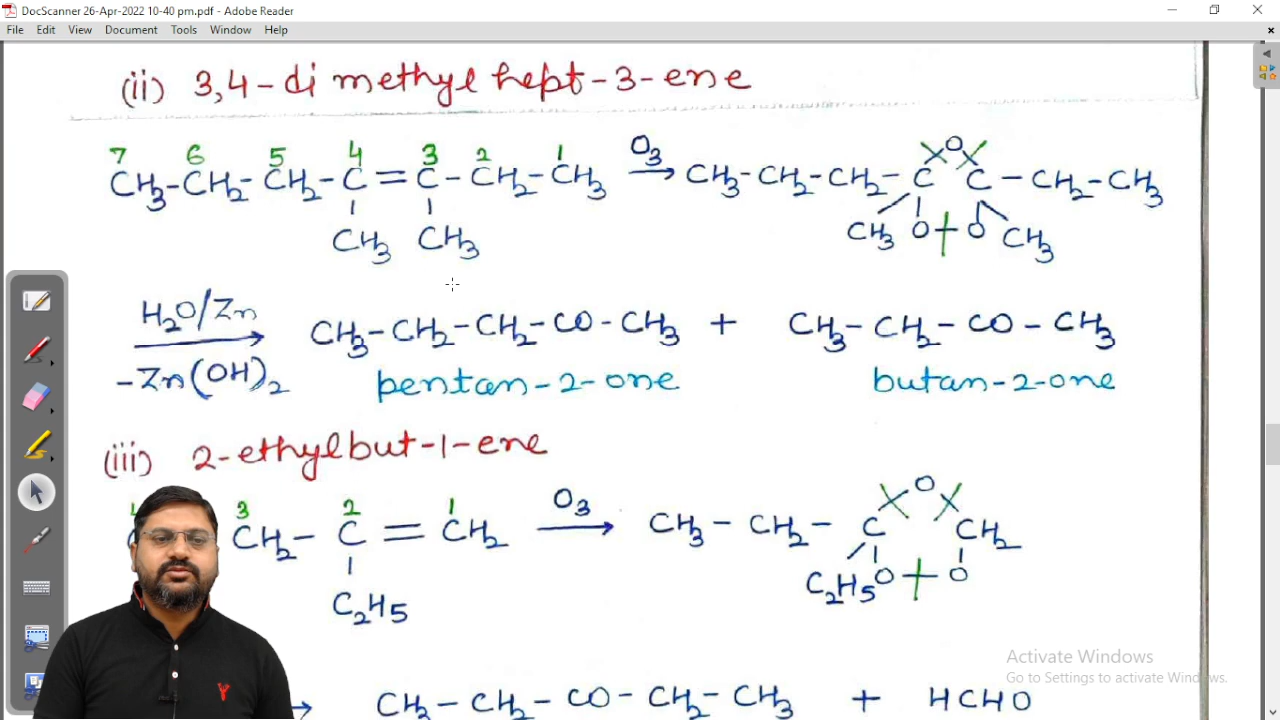 DocScanner 26-Apr-2022 10-40 pm.pdf - Adobe Reader
File Edit View Document Tools Window Help
(ii) 3,4-dimethylhept-3-ene
7 6 5 4 3 2 1
CH₃-CH₂-CH₂-C=C-CH₂-CH₃ O₃ → CH₃-CH₂-CH₂-C O C-CH₂-CH₃
CH₃ CH₃ CH₃ O O CH₃
H₂O/Zn
→ CH₃-CH₂-CH₂-CO-CH₃ + CH₃-CH₂-CO-CH₃
-Zn(OH)₂ pentan-2-one butan-2-one
(iii) 2-ethylbut-1-ene
3 2 1
CH₂-C=CH₂ O₃ → CH₃-CH₂-C O CH₂
C₂H₅ C₂H₅ O O
Activate Windows
Go to Settings to activate Windows.
→ CH₃-CH₂-CO-CH₂-CH₃ + HCHO